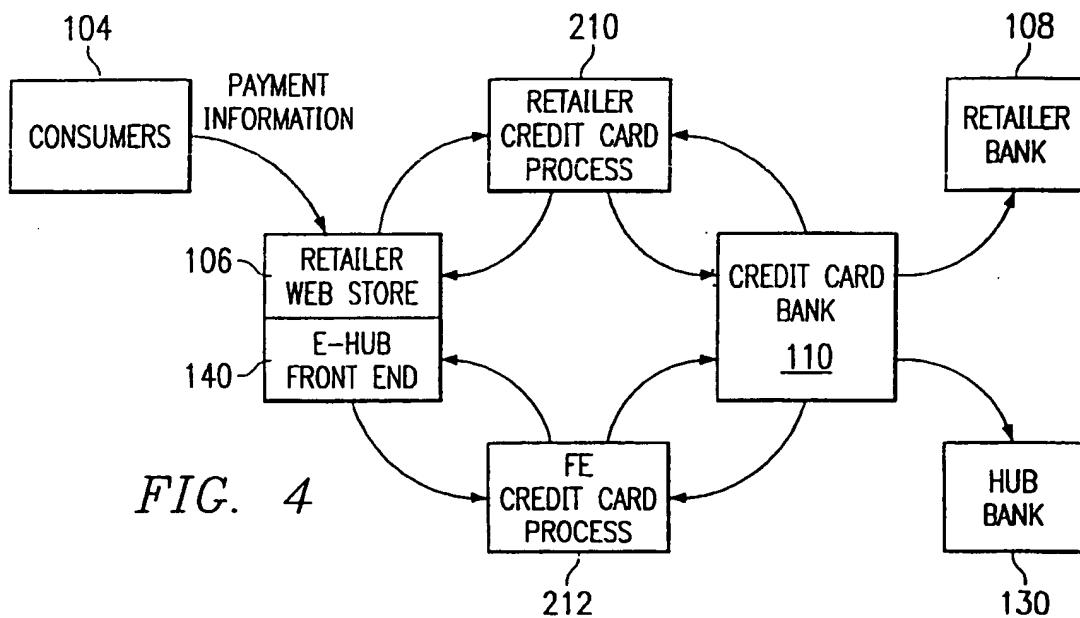 104
210
108
PAYMENT
INFORMATION
CONSUMERS
RETAILER
CREDIT CARD
PROCESS
RETAILER
BANK
106
RETAILER
WEB STORE
CREDIT CARD
BANK
110
140
E-HUB
FRONT END
FIG. 4
FE
CREDIT CARD
PROCESS
HUB
BANK
212
130